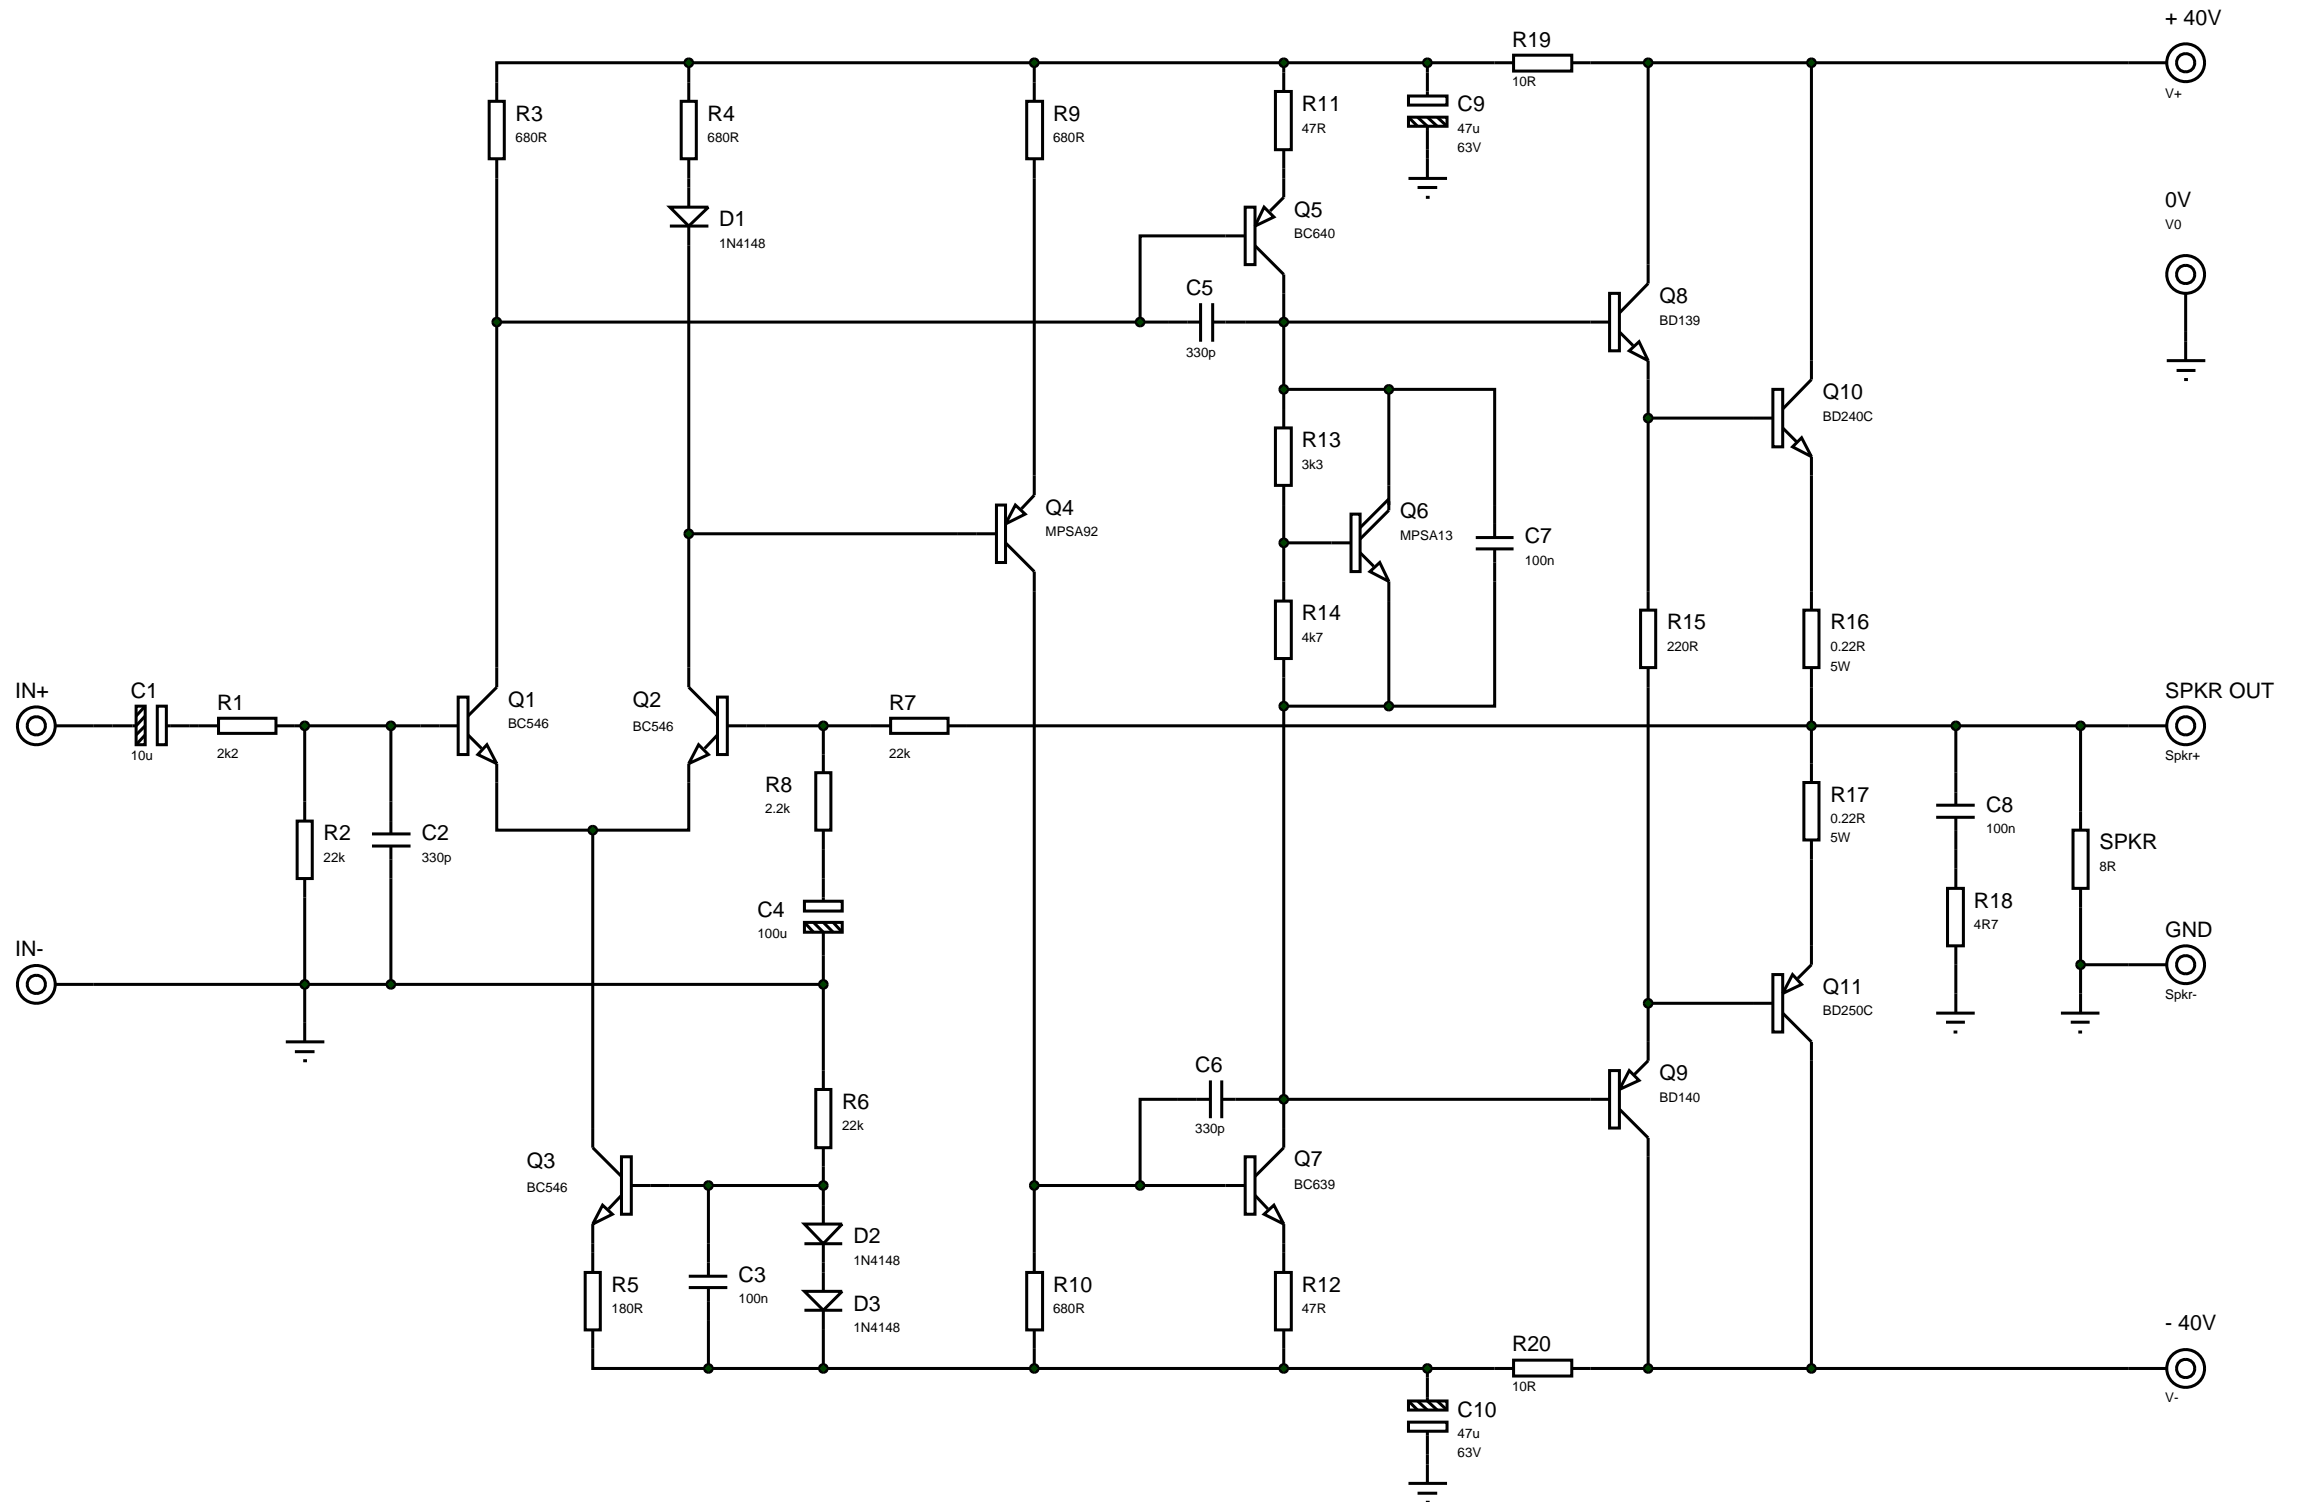 + 40V
V+
R19
10R
R3
680R
R4
680R
R9
680R
R11
47R
C9
47u
63V
D1
1N4148
Q5
BC640
0V
V0
C5
330p
Q8
BD139
Q10
BD240C
R13
3k3
Q4
MPSA92
Q6
MPSA13
C7
100n
R14
4k7
R15
220R
R16
0.22R
5W
IN+
C1
10u
R1
2k2
Q1
BC546
Q2
BC546
R7
22k
SPKR OUT
Spkr+
R2
22k
C2
330p
R8
2.2k
R17
0.22R
5W
C8
100n
SPKR
8R
C4
100u
R18
4R7
IN-
GND
Spkr-
Q11
BD250C
C6
330p
Q9
BD140
R6
22k
Q3
BC546
Q7
BC639
D2
1N4148
R5
180R
C3
100n
D3
1N4148
R10
680R
R12
47R
R20
10R
- 40V
V-
C10
47u
63V